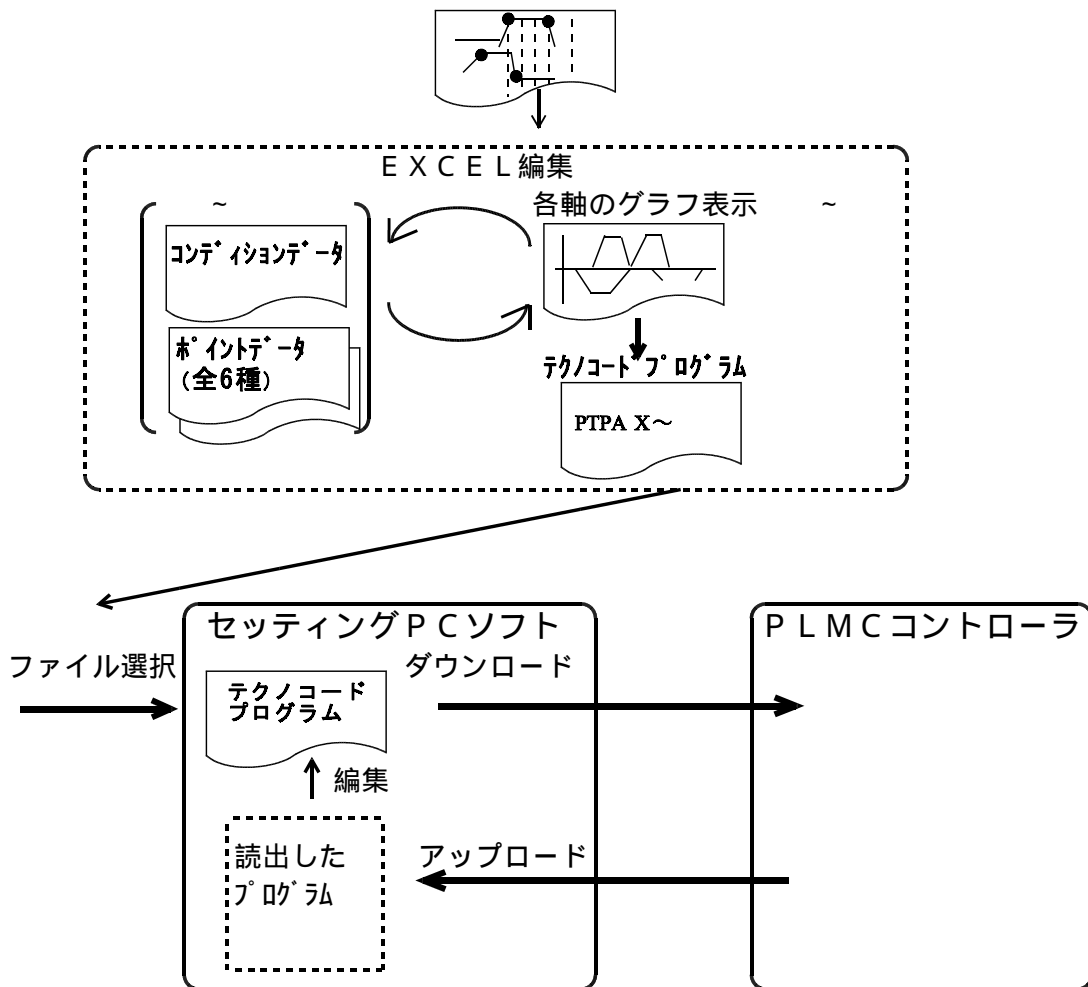 ＥＸＣＥＬ編集
~
各軸のグラフ表示
~
ｺﾝﾃﾞｨｼｮﾝﾃﾞｰﾀ
ﾎﾟｲﾝﾄﾃﾞｰﾀ
(全6種)
ﾃｸﾉｺｰﾄﾞﾌﾟﾛｸﾞﾗﾑ
PTPA X～
セッティングＰＣソフト
ＰＬＭＣコントローラ
ファイル選択
ダウンロード
テクノコード
プログラム
編集
読出した
ﾌﾟﾛｸﾞﾗﾑ
アップロード